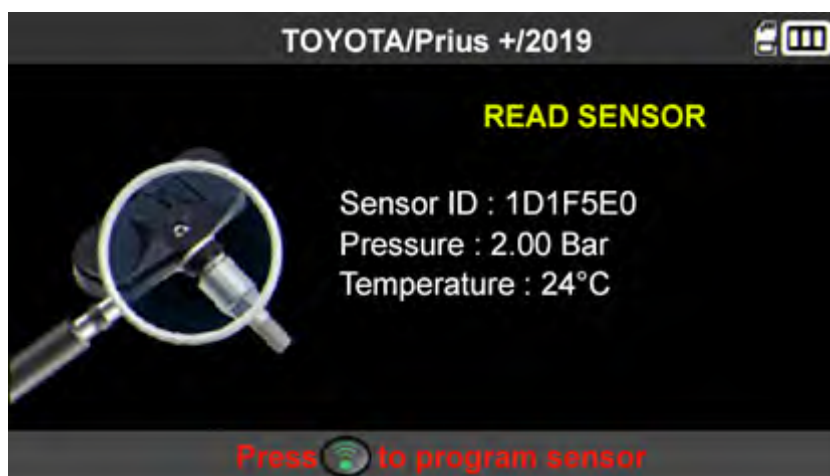 TOYOTA/Prius +/2019
READ SENSOR
Sensor ID : 1D1F5E0
Pressure : 2.00 Bar
Temperature : 24°C
Press to program sensor